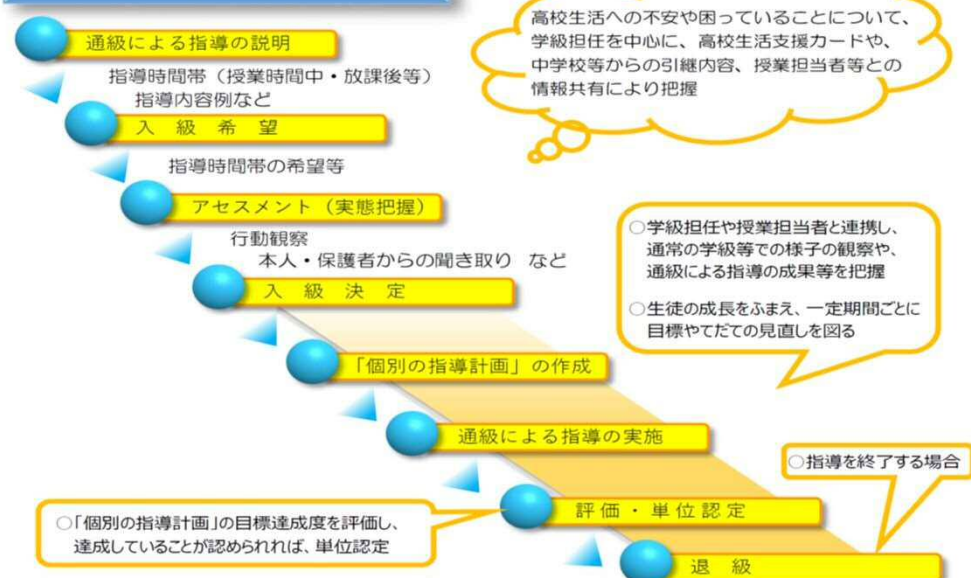 高校生活への不安や困っていることについて、
学級担任を中心に、高校生活支援カードや、
中学校等からの引継内容、授業担当者等との
情報共有により把握
通級による指導の説明
指導時間帯（授業時間中・放課後等）
指導内容例など
入　級　希　望
指導時間帯の希望等
アセスメント（実態把握）
行動観察
本人・保護者からの聞き取り　など
入　級　決　定
○学級担任や授業担当者と連携し、
通常の学級等での様子の観察や、
通級による指導の成果等を把握
○生徒の成長をふまえ、一定期間ごとに
目標やてだての見直しを図る
「個別の指導計画」の作成
通級による指導の実施
○指導を終了する場合
評価・単位認定
○「個別の指導計画」の目標達成度を評価し、
達成していることが認められれば、単位認定
退　級